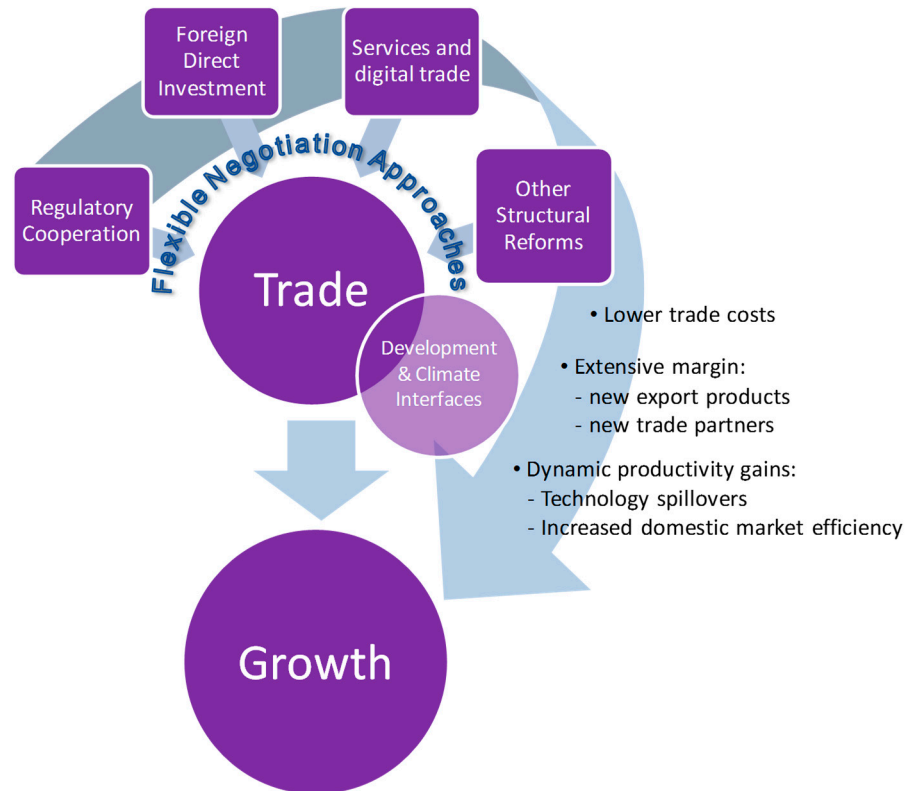 Foreign
Direct
Investment
Services and
digital trade
Regulatory
Cooperation
Flexible Negotiation Approaches
Other
Structural
Reforms
Trade
Development
& Climate
Interfaces
• Lower trade costs
• Extensive margin:
- new export products
- new trade partners
• Dynamic productivity gains:
- Technology spillovers
- Increased domestic market efficiency
Growth